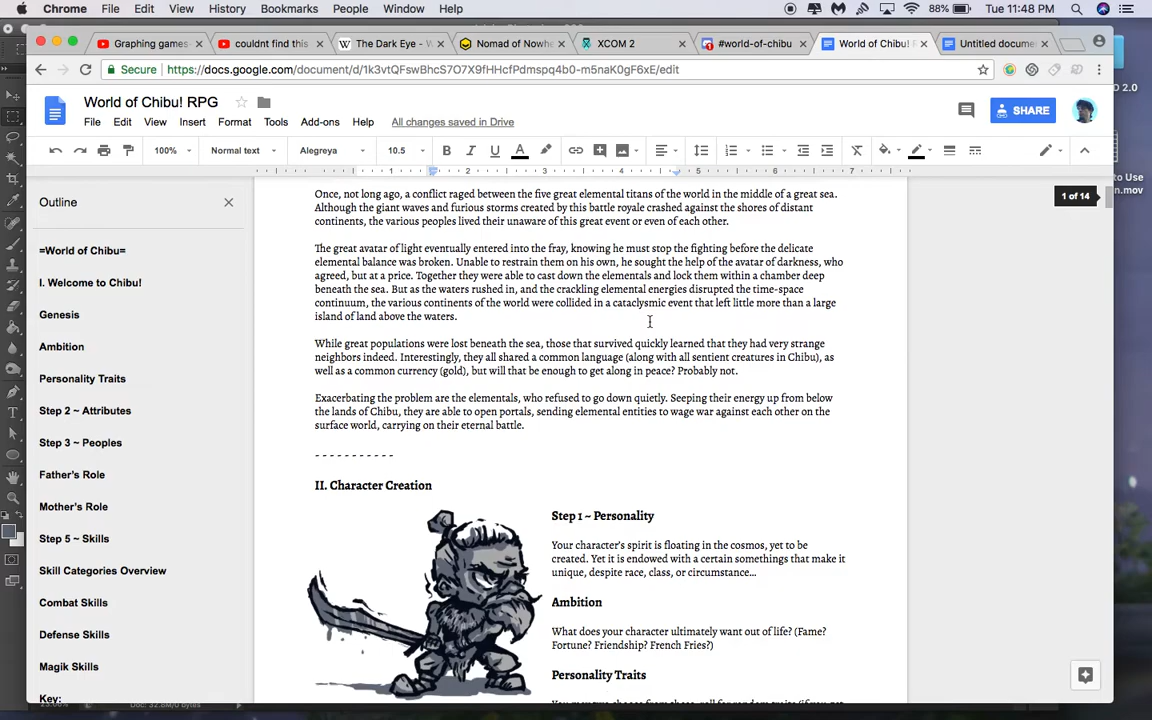 Chrome File Edit View History Bookmarks People Window Help 88% Tue 11:48 PM
Graphing games- couldnt find this The Dark Eye - W Nomad of Nowhe XCOM 2 #world-of-chibu World of Chibu! R Untitled docume
Secure https://docs.google.com/document/d/1k3vtQFswBhcS7O7X9fHHcfPdmspq4b0-m5naK0gF6xE/edit
O 2.0
World of Chibu! RPG
SHARE
File Edit View Insert Format Tools Add-ons Help All changes saved in Drive
100% Normal text Alegreya 10.5 B I U A
to Use
n.mov
1 2 3 4 5 6 7
1 of 14
Outline
=World of Chibu=
I. Welcome to Chibu!
Genesis
Ambition
Personality Traits
Step 2 ~ Attributes
Step 3 ~ Peoples
Father's Role
Mother's Role
Step 5 ~ Skills
Skill Categories Overview
Combat Skills
Defense Skills
Magik Skills
Key:
Once, not long ago, a conflict raged between the five great elemental titans of the world in the middle of a great sea.
Although the giant waves and furious storms created by this battle royale crashed against the shores of distant
continents, the various peoples lived their unaware of this great event or even of each other.
The great avatar of light eventually entered into the fray, knowing he must stop the fighting before the delicate
elemental balance was broken. Unable to restrain them on his own, he sought the help of the avatar of darkness, who
agreed, but at a price. Together they were able to cast down the elementals and lock them within a chamber deep
beneath the sea. But as the waters rushed in, and the crackling elemental energies disrupted the time-space
continuum, the various continents of the world were collided in a cataclysmic event that left little more than a large
island of land above the waters.
While great populations were lost beneath the sea, those that survived quickly learned that they had very strange
neighbors indeed. Interestingly, they all shared a common language (along with all sentient creatures in Chibu), as
well as a common currency (gold), but will that be enough to get along in peace? Probably not.
Exacerbating the problem are the elementals, who refused to go down quietly. Seeping their energy up from below
the lands of Chibu, they are able to open portals, sending elemental entities to wage war against each other on the
surface world, carrying on their eternal battle.
- - - - - - - - - - -
II. Character Creation
Step 1 ~ Personality
Your character's spirit is floating in the cosmos, yet to be
created. Yet it is endowed with a certain somethings that make it
unique, despite race, class, or circumstance...
Ambition
What does your character ultimately want out of life? (Fame?
Fortune? Friendship? French Fries?)
Personality Traits